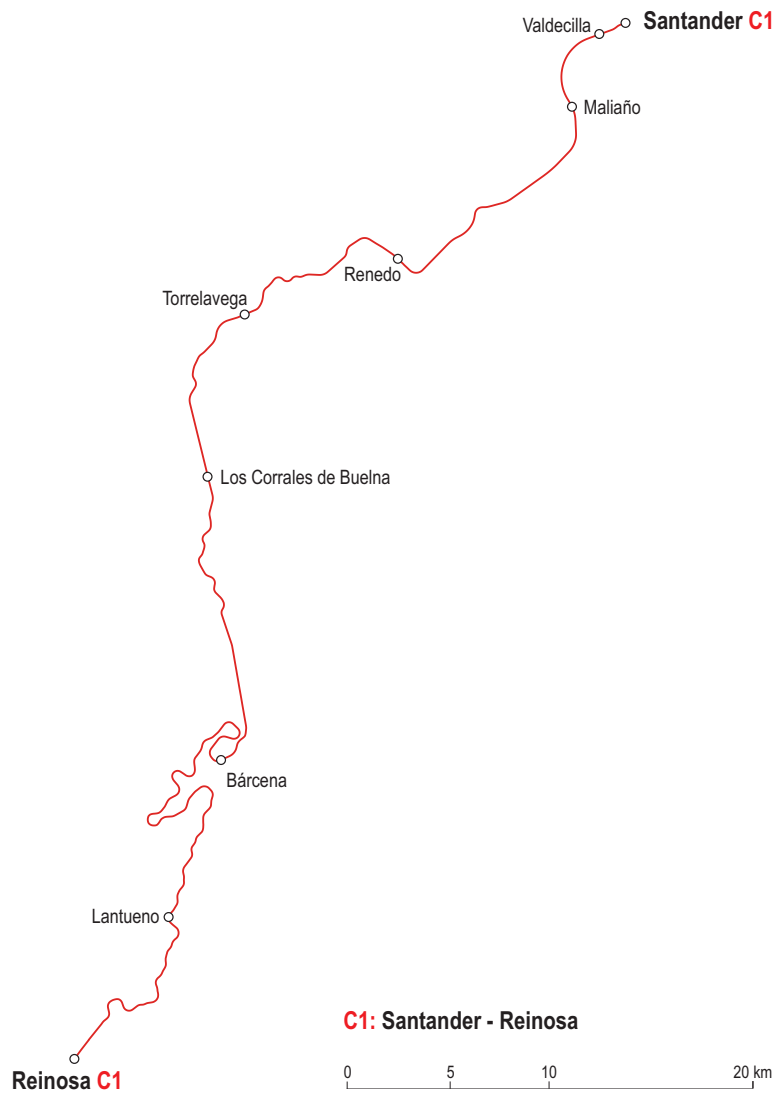 Valdecilla
Santander C1
Maliaño
Renedo
Torrelavega
Los Corrales de Buelna
Bárcena
Lantueno
C1: Santander - Reinosa
Reinosa C1
0 5 10 20 km